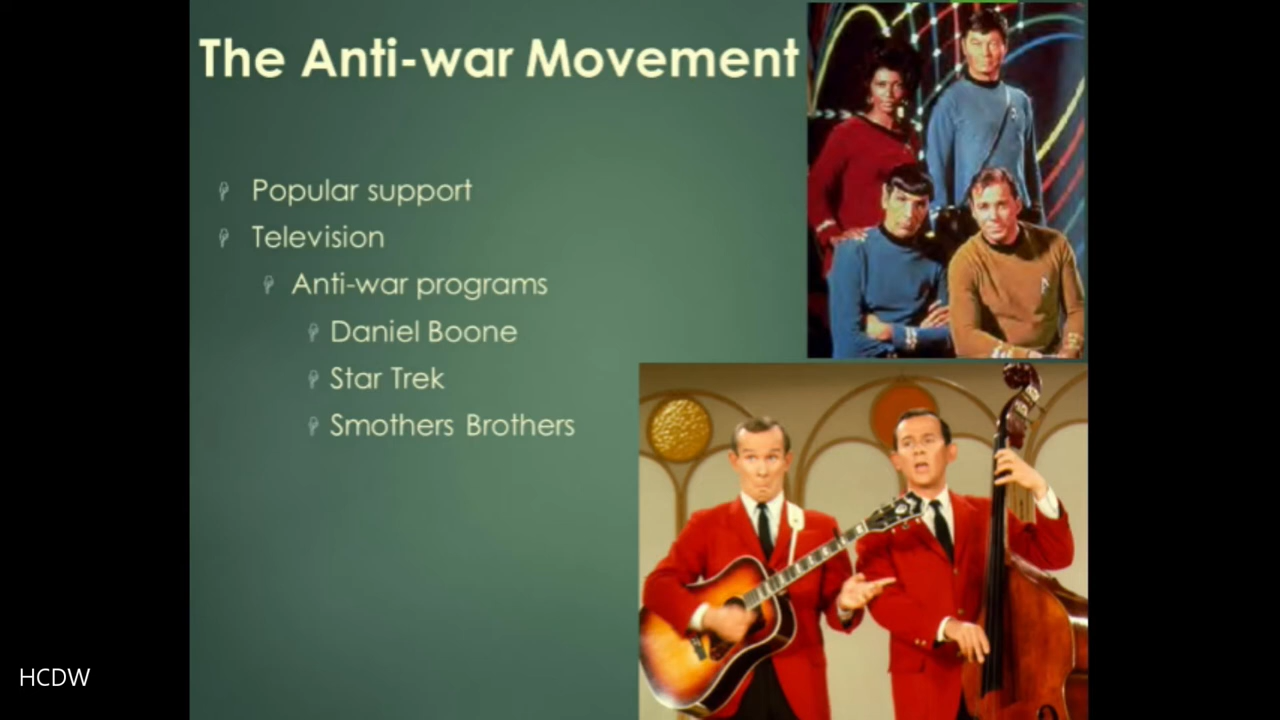 The Anti-war Movement
Popular support
Television
Anti-war programs
Daniel Boone
Star Trek
Smothers Brothers
HCDW